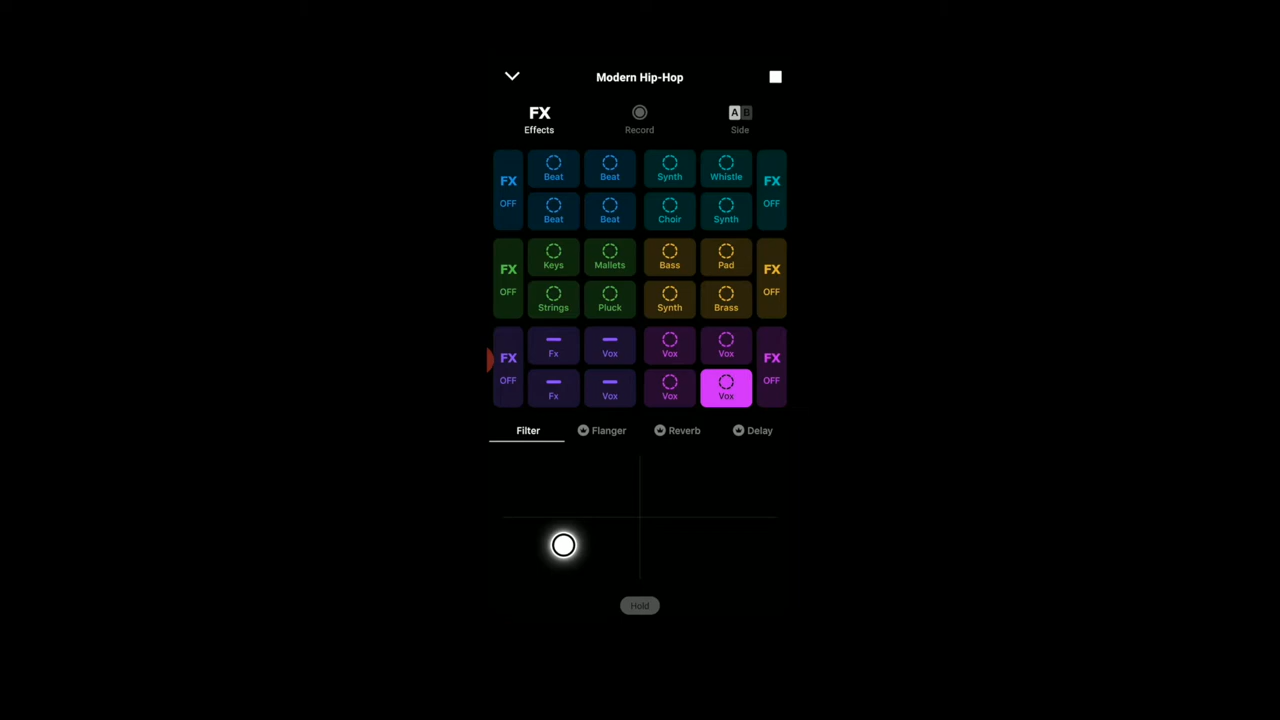 Modern Hip-Hop
FX
Effects
Record
A B
Side
FX
OFF
Beat
Beat
Synth
Whistle
FX
OFF
Beat
Beat
Choir
Synth
FX
OFF
Keys
Mallets
Bass
Pad
FX
OFF
Strings
Pluck
Synth
Brass
FX
OFF
Fx
Vox
Vox
Vox
FX
OFF
Fx
Vox
Vox
Vox
Filter
Flanger
Reverb
Delay
Hold